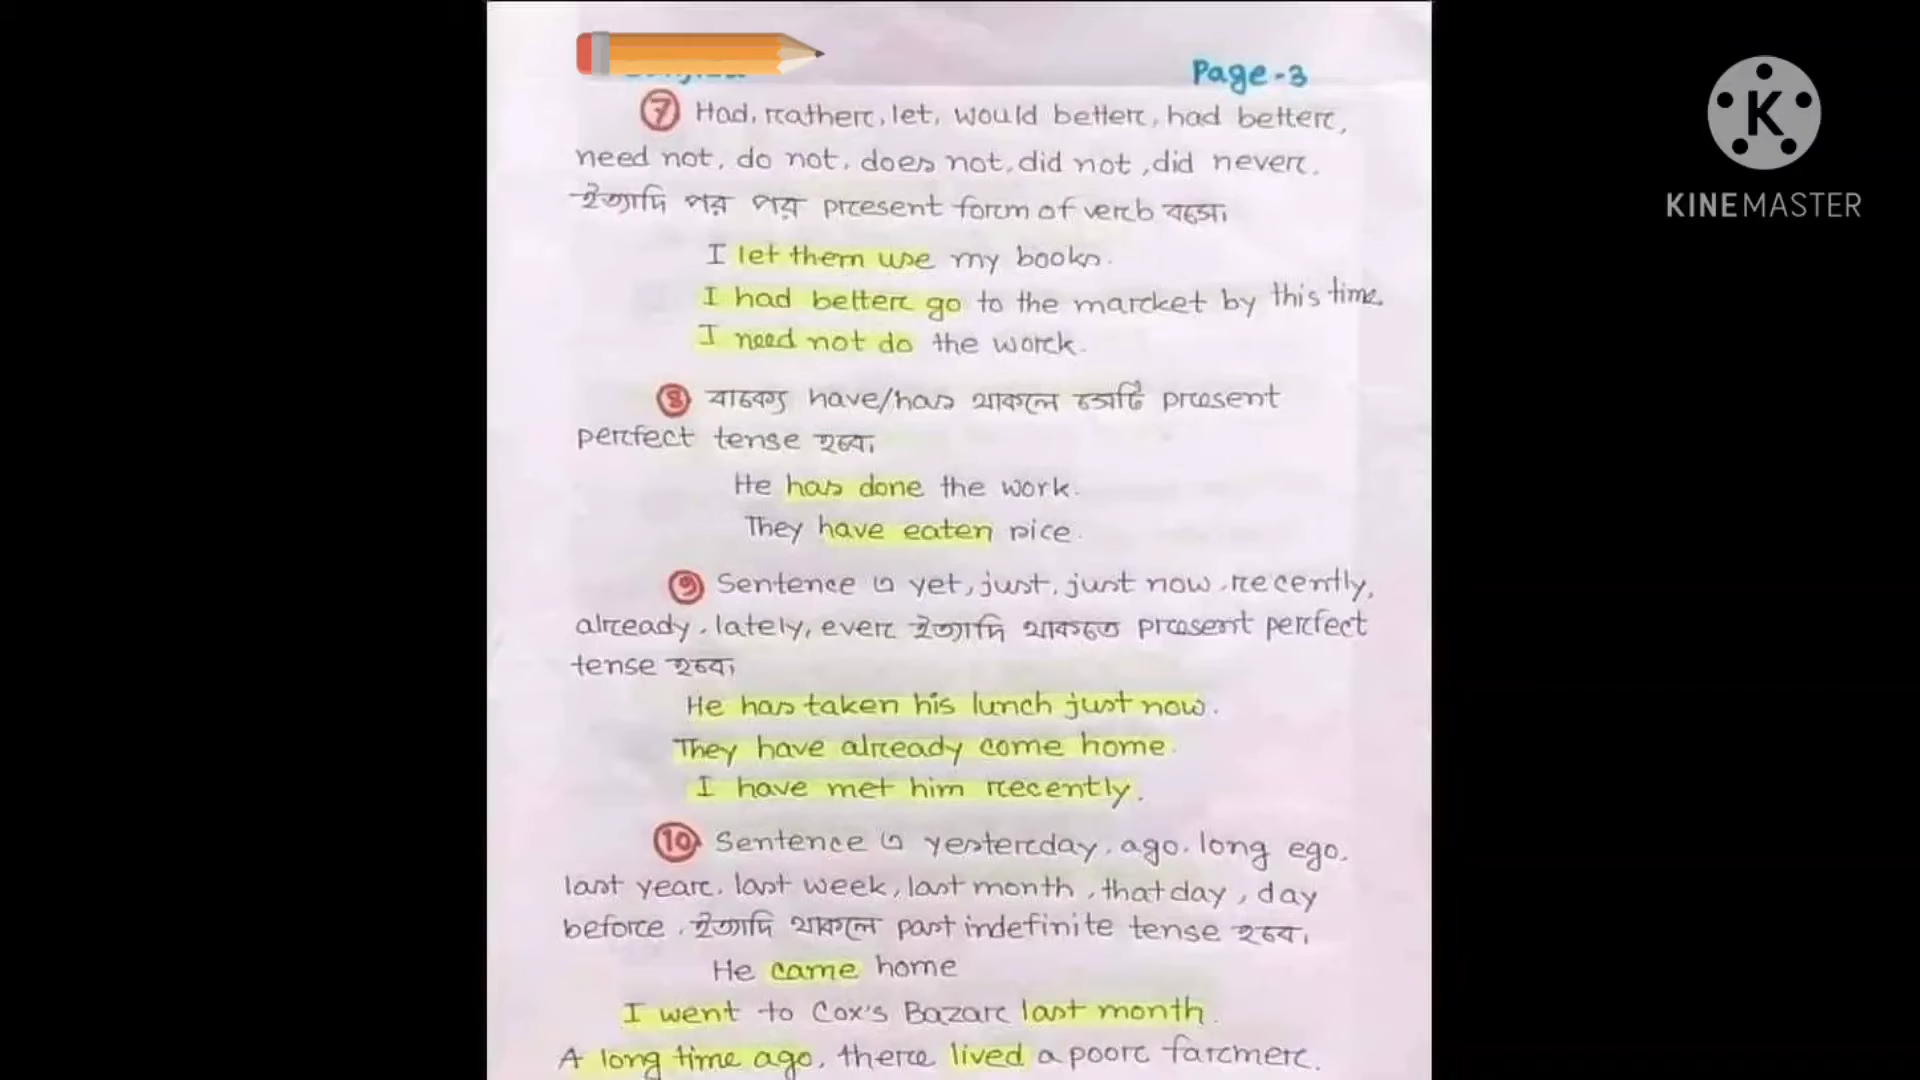 Page-3
7 Had, rather, let, would better, had better,
need not, do not, does not, did not, did never.
ইত্যাদি পর পর present form of verb বসে।
I let them use my books.
I had better go to the market by this time.
I need not do the work.
8 বাক্যে have/has থাকলে সেটি present
perfect tense হবে।
He has done the work.
They have eaten rice.
9 Sentence এ yet, just, just now, recently,
already, lately, ever ইত্যাদি থাকতে present perfect
tense হবে।
He has taken his lunch just now.
They have already come home.
I have met him recently.
10 Sentence এ yesterday, ago, long ego,
last year, last week, last month, that day, day
before, ইত্যাদি থাকলে past indefinite tense হবে।
He came home
I went to Cox's Bazar last month.
A long time ago, there lived a poor farmer.
KINEMASTER